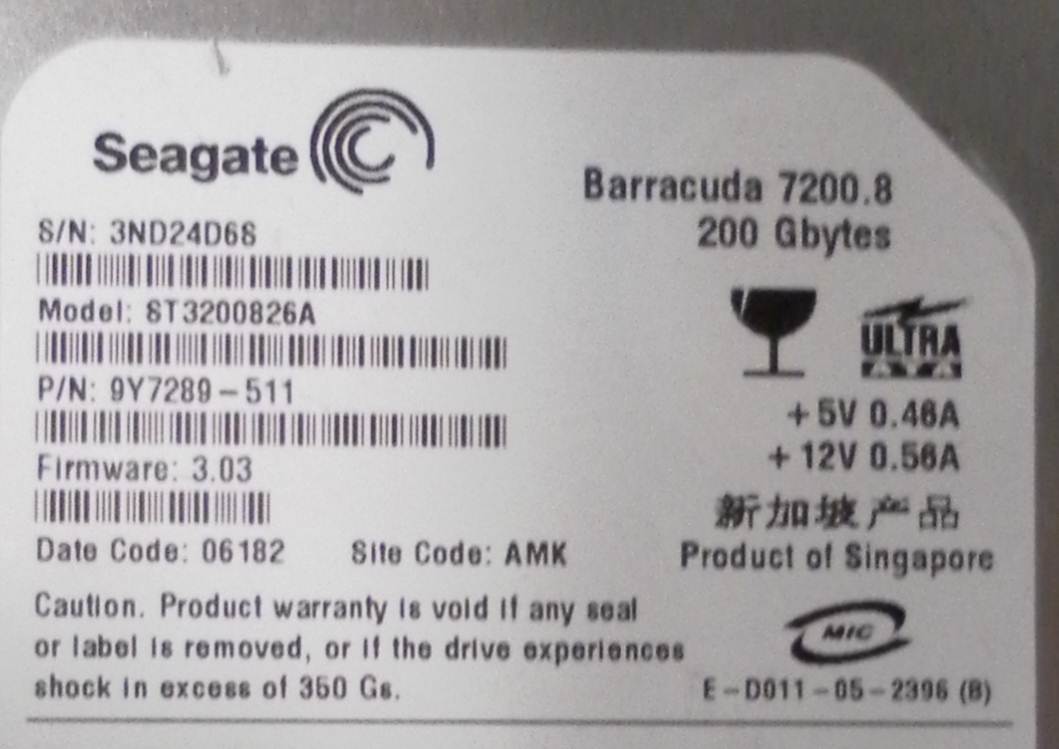 Seagate
Barracuda 7200.8
200 Gbytes
S/N: 3ND24D6S
Model: ST3200826A
P/N: 9Y7289-511
Firmware: 3.03
Date Code: 06182 Site Code: AMK
ULTRA
ATA
+5V 0.46A
+12V 0.56A
新加坡产品
Product of Singapore
Caution. Product warranty is void if any seal
or label is removed, or if the drive experiences
shock in excess of 350 Gs.
MIC
E-D011-05-2396 (B)